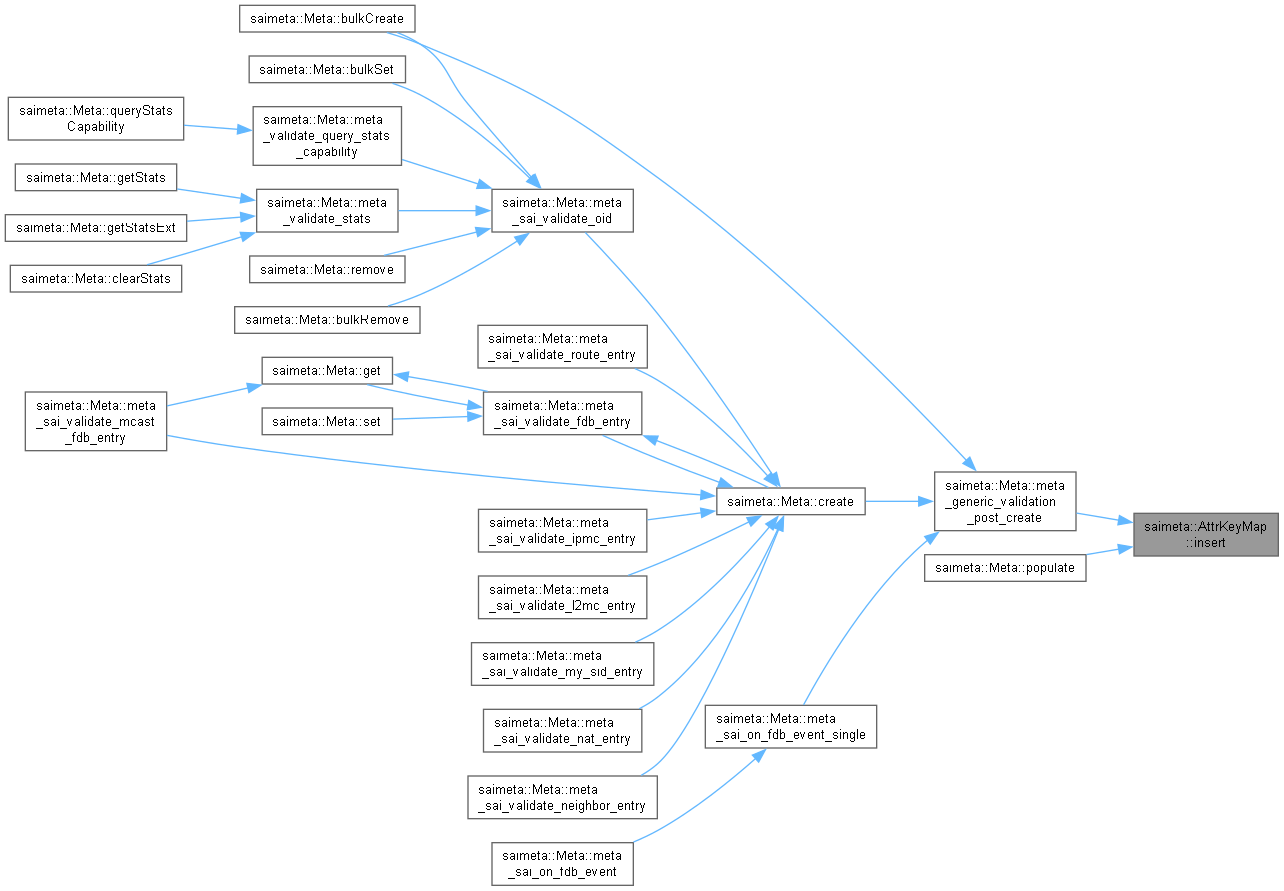 saimeta::Meta::bulkCreate
saimeta::Meta::bulkSet
saimeta::Meta::queryStats
Capability
saimeta::Meta::meta
_validate_query_stats
_capability
saimeta::Meta::getStats
saimeta::Meta::meta
_validate_stats
saimeta::Meta::meta
_sai_validate_oid
saimeta::Meta::getStatsExt
saimeta::Meta::remove
saimeta::Meta::clearStats
saimeta::Meta::bulkRemove
saimeta::Meta::meta
_sai_validate_route_entry
saimeta::Meta::get
saimeta::Meta::meta
_sai_validate_mcast
_fdb_entry
saimeta::Meta::set
saimeta::Meta::meta
_sai_validate_fdb_entry
saimeta::Meta::create
saimeta::Meta::meta
_generic_validation
_post_create
saimeta::AttrKeyMap
::insert
saimeta::Meta::meta
_sai_validate_ipmc_entry
saimeta::Meta::populate
saimeta::Meta::meta
_sai_validate_l2mc_entry
saimeta::Meta::meta
_sai_validate_my_sid_entry
saimeta::Meta::meta
_sai_validate_nat_entry
saimeta::Meta::meta
_sai_on_fdb_event_single
saimeta::Meta::meta
_sai_validate_neighbor_entry
saimeta::Meta::meta
_sai_on_fdb_event